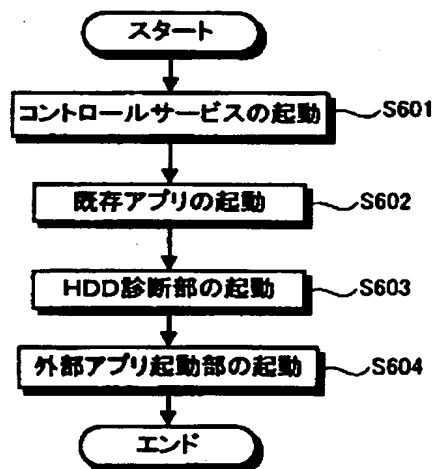 スタート
コントロールサービスの起動 S601
既存アプリの起動 S602
HDD診断部の起動 S603
外部アプリ起動部の起動 S604
エンド